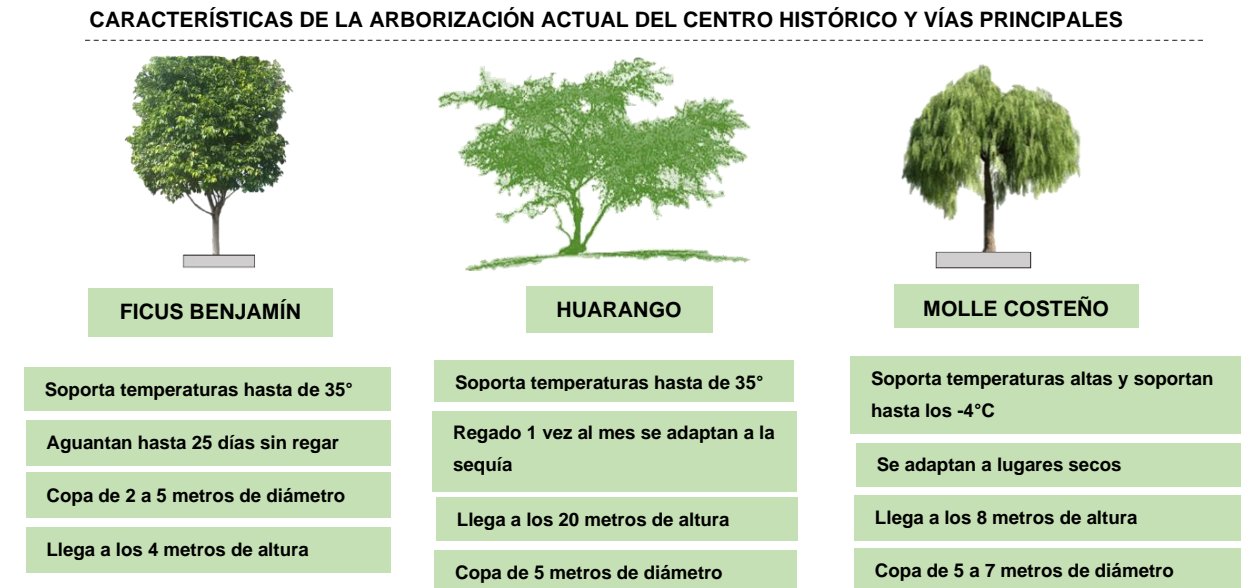 CARACTERÍSTICAS DE LA ARBORIZACIÓN ACTUAL DEL CENTRO HISTÓRICO Y VÍAS PRINCIPALES
FICUS BENJAMÍN
Soporta temperaturas hasta de 35°
Aguantan hasta 25 días sin regar
Copa de 2 a 5 metros de diámetro
Llega a los 4 metros de altura
HUARANGO
Soporta temperaturas hasta de 35°
Regado 1 vez al mes se adaptan a la
sequía
Llega a los 20 metros de altura
Copa de 5 metros de diámetro
MOLLE COSTEÑO
Soporta temperaturas altas y soportan
hasta los -4°C
Se adaptan a lugares secos
Llega a los 8 metros de altura
Copa de 5 a 7 metros de diámetro